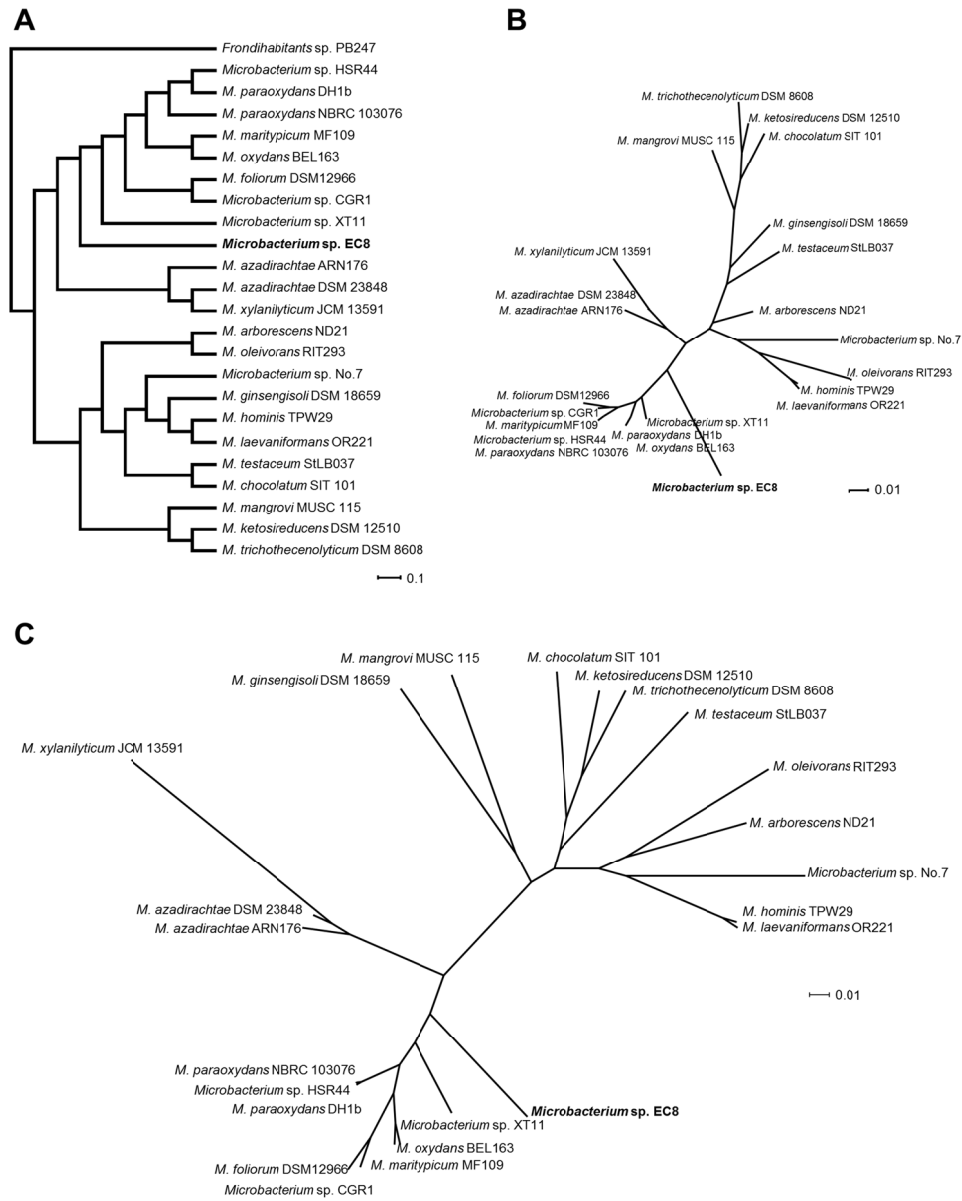 A
Frondihabitants sp. PB247
Microbacterium sp. HSR44
M. paraoxydans DH1b
M. paraoxydans NBRC 103076
M. maritypicum MF109
M. oxydans BEL163
M. foliorum DSM12966
Microbacterium sp. CGR1
Microbacterium sp. XT11
Microbacterium sp. EC8
M. azadirachtae ARN176
M. azadirachtae DSM 23848
M. xylanilyticum JCM 13591
M. arborescens ND21
M. oleivorans RIT293
Microbacterium sp. No.7
M. ginsengisoli DSM 18659
M. hominis TPW29
M. laevaniformans OR221
M. testaceum StLB037
M. chocolatum SIT 101
M. mangrovi MUSC 115
M. ketosireducens DSM 12510
M. trichothecenolyticum DSM 8608
0.1
B
M. trichothecenolyticum DSM 8608
M. ketosireducens DSM 12510
M. chocolatum SIT 101
M. mangrovi MUSC 115
M. ginsengisoli DSM 18659
M. testaceum StLB037
M. xylanilyticum JCM 13591
M. azadirachtae DSM 23848
M. azadirachtae ARN176
M. arborescens ND21
Microbacterium sp. No.7
M. oleivorans RIT293
M. hominis TPW29
M. laevaniformans OR221
M. foliorum DSM12966
Microbacterium sp. CGR1
M. maritypicum MF109
Microbacterium sp. XT11
Microbacterium sp. HSR44
M. paraoxydans DH1b
M. paraoxydans NBRC 103076
M. oxydans BEL163
Microbacterium sp. EC8
0.01
C
M. mangrovi MUSC 115
M. chocolatum SIT 101
M. ginsengisoli DSM 18659
M. ketosireducens DSM 12510
M. trichothecenolyticum DSM 8608
M. testaceum StLB037
M. xylanilyticum JCM 13591
M. oleivorans RIT293
M. arborescens ND21
Microbacterium sp. No.7
M. azadirachtae DSM 23848
M. azadirachtae ARN176
M. hominis TPW29
M. laevaniformans OR221
0.01
M. paraoxydans NBRC 103076
Microbacterium sp. HSR44
M. paraoxydans DH1b
Microbacterium sp. EC8
Microbacterium sp. XT11
M. oxydans BEL163
M. maritypicum MF109
M. foliorum DSM12966
Microbacterium sp. CGR1